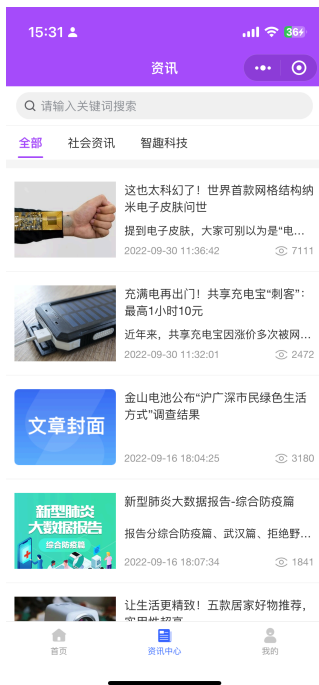 15:31
36
资讯
请输入关键词搜索
全部 社会资讯 智趣科技
这也太科幻了！世界首款网格结构纳
米电子皮肤问世
提到电子皮肤，大家可别以为是“电…
2022-09-30 11:36:42 7111
充满电再出门！共享充电宝“刺客”：
最高1小时10元
近年来，共享充电宝因涨价多次被网…
2022-09-30 11:32:01 2472
文章封面
金山电池公布“沪广深市民绿色生活
方式”调查结果
2022-09-16 18:04:25 3180
新型肺炎
大数据报告
综合防疫篇
新型肺炎大数据报告-综合防疫篇
报告分综合防疫篇、武汉篇、拒绝野…
2022-09-16 18:07:34 1841
让生活更精致！五款居家好物推荐，
实用性超高
首页 资讯中心 我的